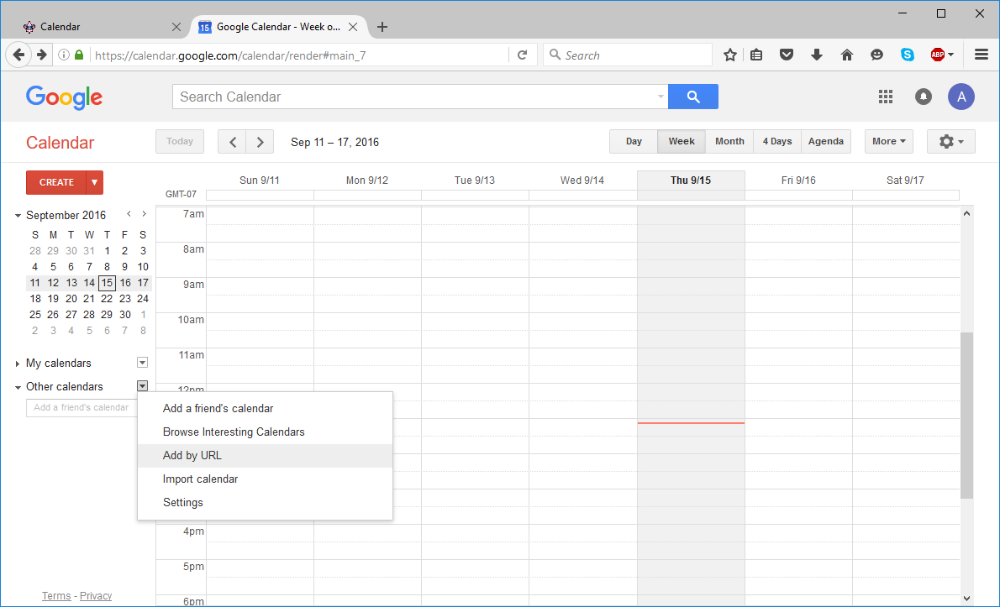 Calendar
Google Calendar - Week o...
https://calendar.google.com/calendar/render#main_7
Search
ABP
Google
Search Calendar
A
Calendar
Today
Sep 11 – 17, 2016
Day Week Month 4 Days Agenda
More
CREATE
September 2016
S M T W T F S
28 29 30 31 1 2 3
4 5 6 7 8 9 10
11 12 13 14 15 16 17
18 19 20 21 22 23 24
25 26 27 28 29 30 1
2 3 4 5 6 7 8
My calendars
Other calendars
Add a friend's calendar
Add a friend's calendar
Browse Interesting Calendars
Add by URL
Import calendar
Settings
Sun 9/11 Mon 9/12 Tue 9/13 Wed 9/14 Thu 9/15 Fri 9/16 Sat 9/17
GMT-07
7am
8am
9am
10am
11am
12pm
4pm
5pm
6pm
Terms - Privacy
15